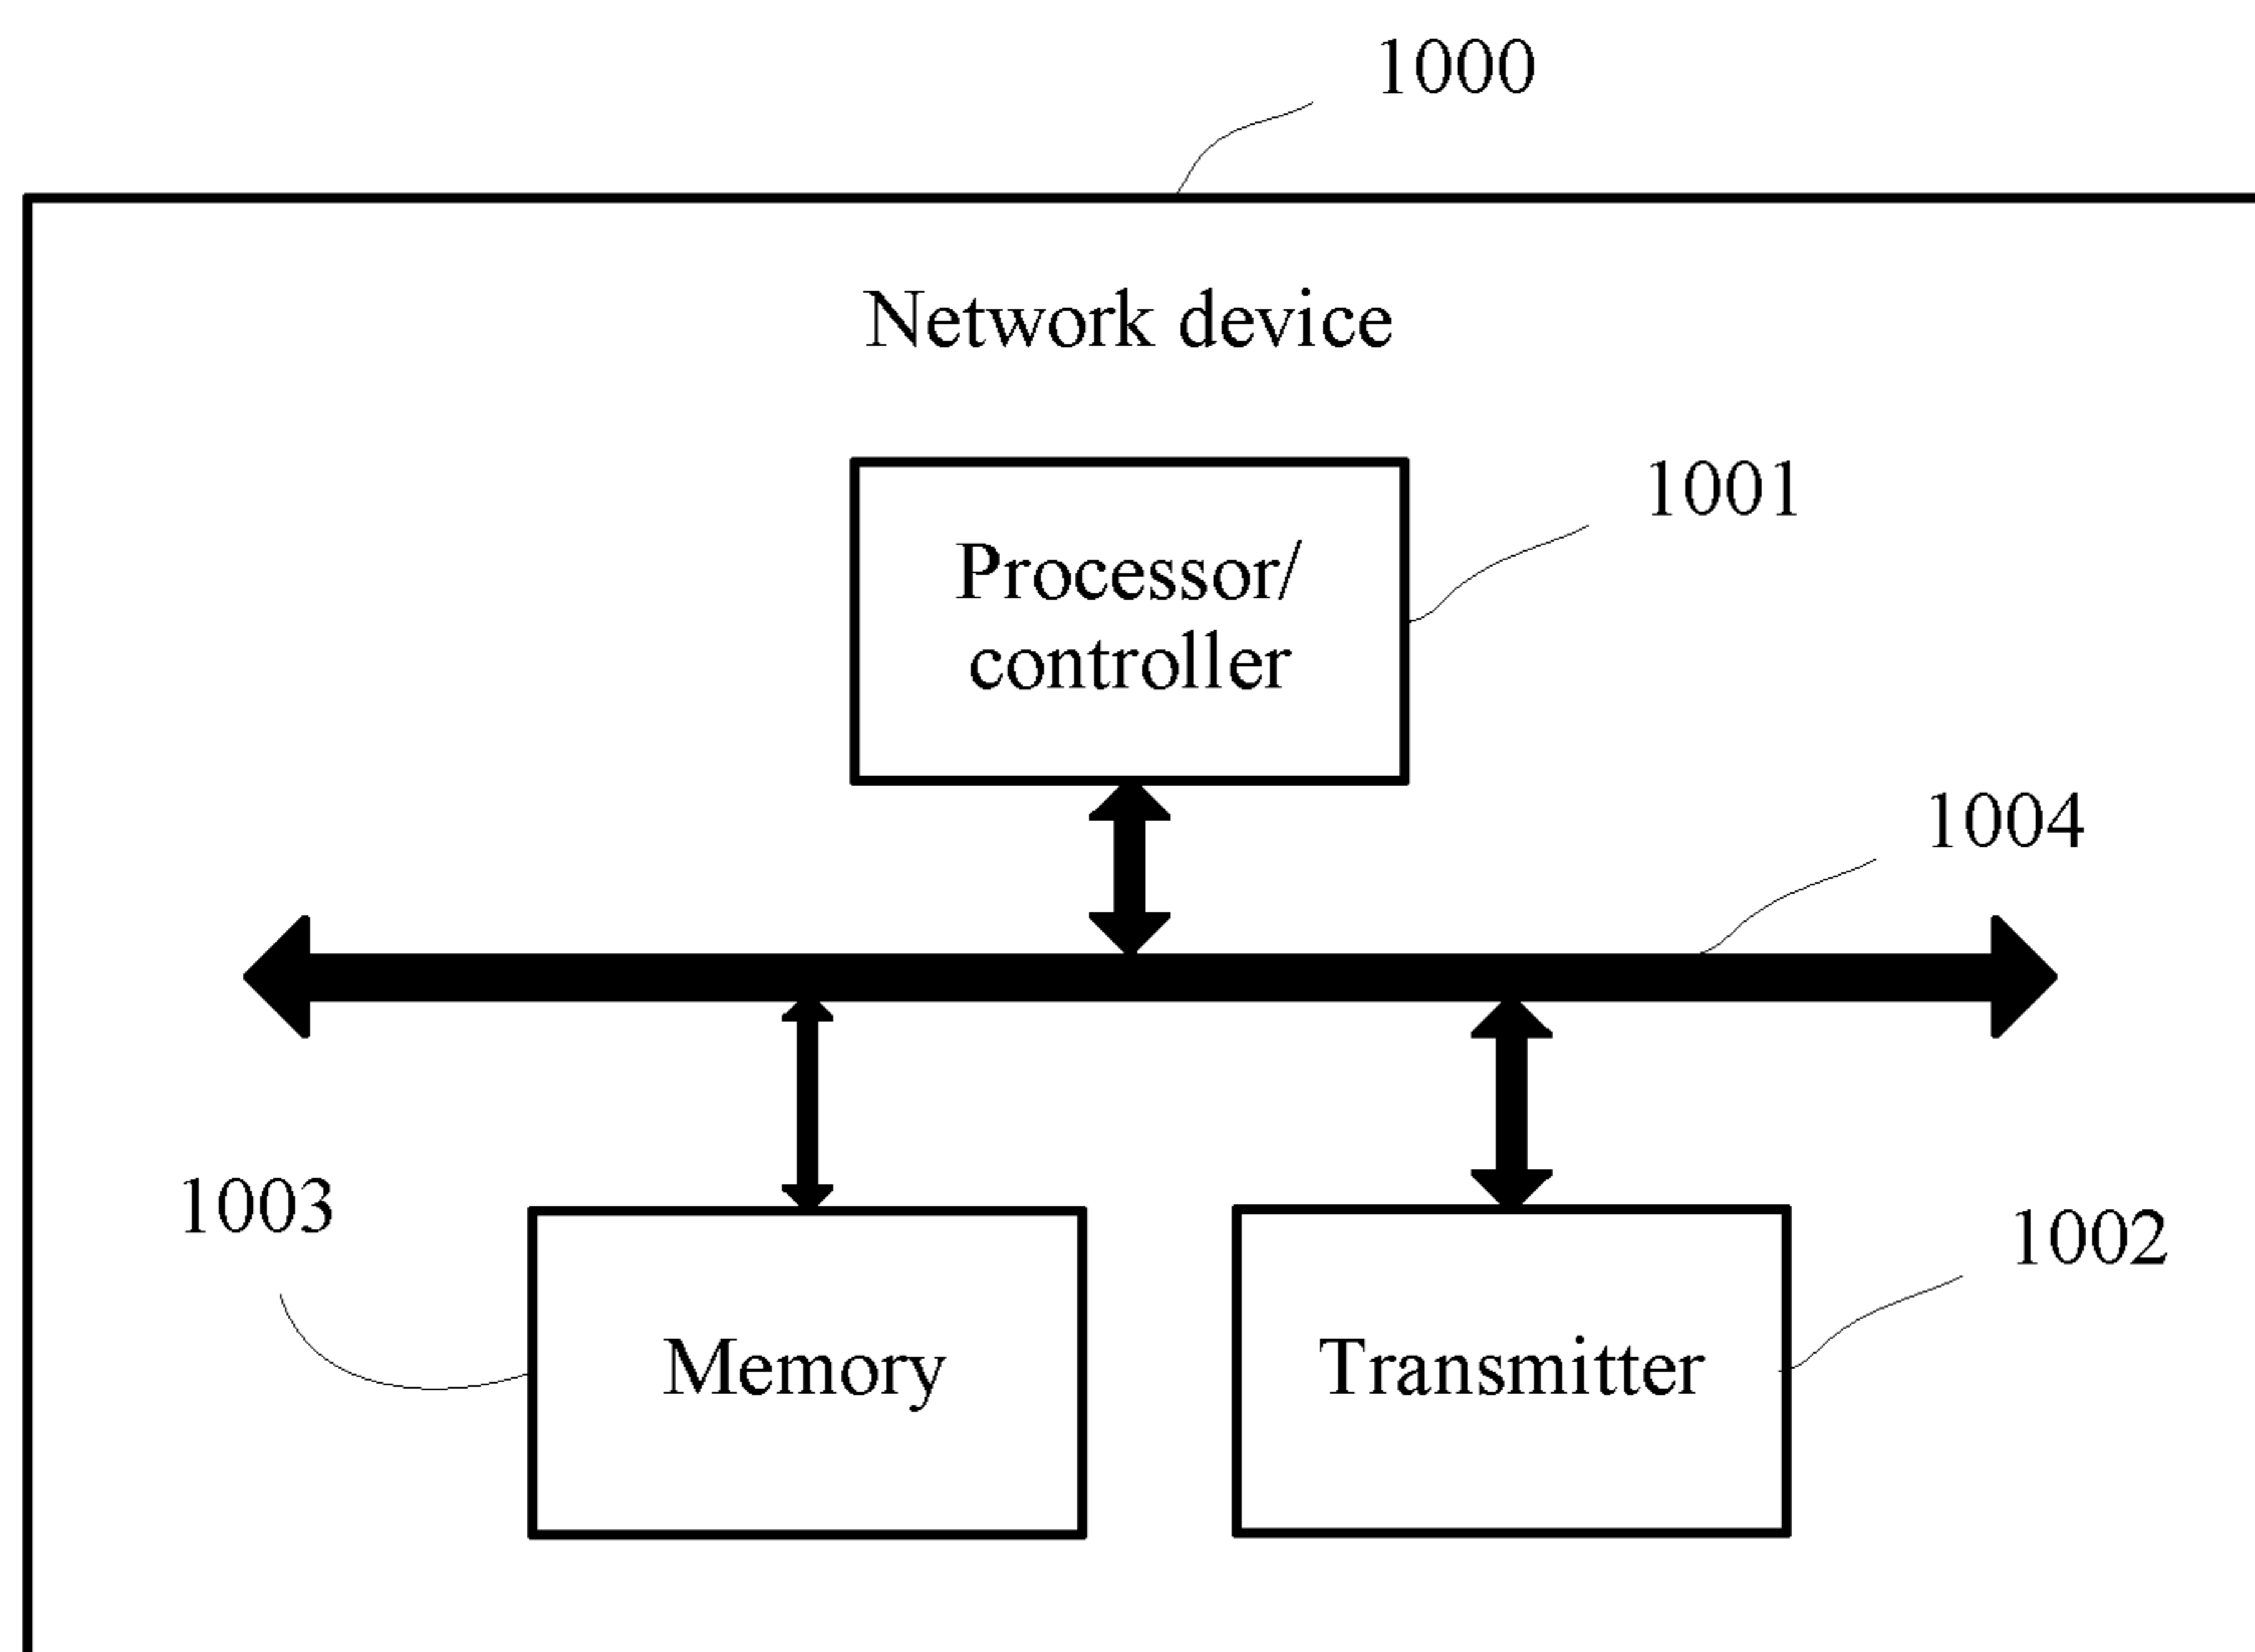 1000
Network device
1001
Processor/
controller
1004
1003
1002
Memory
Transmitter